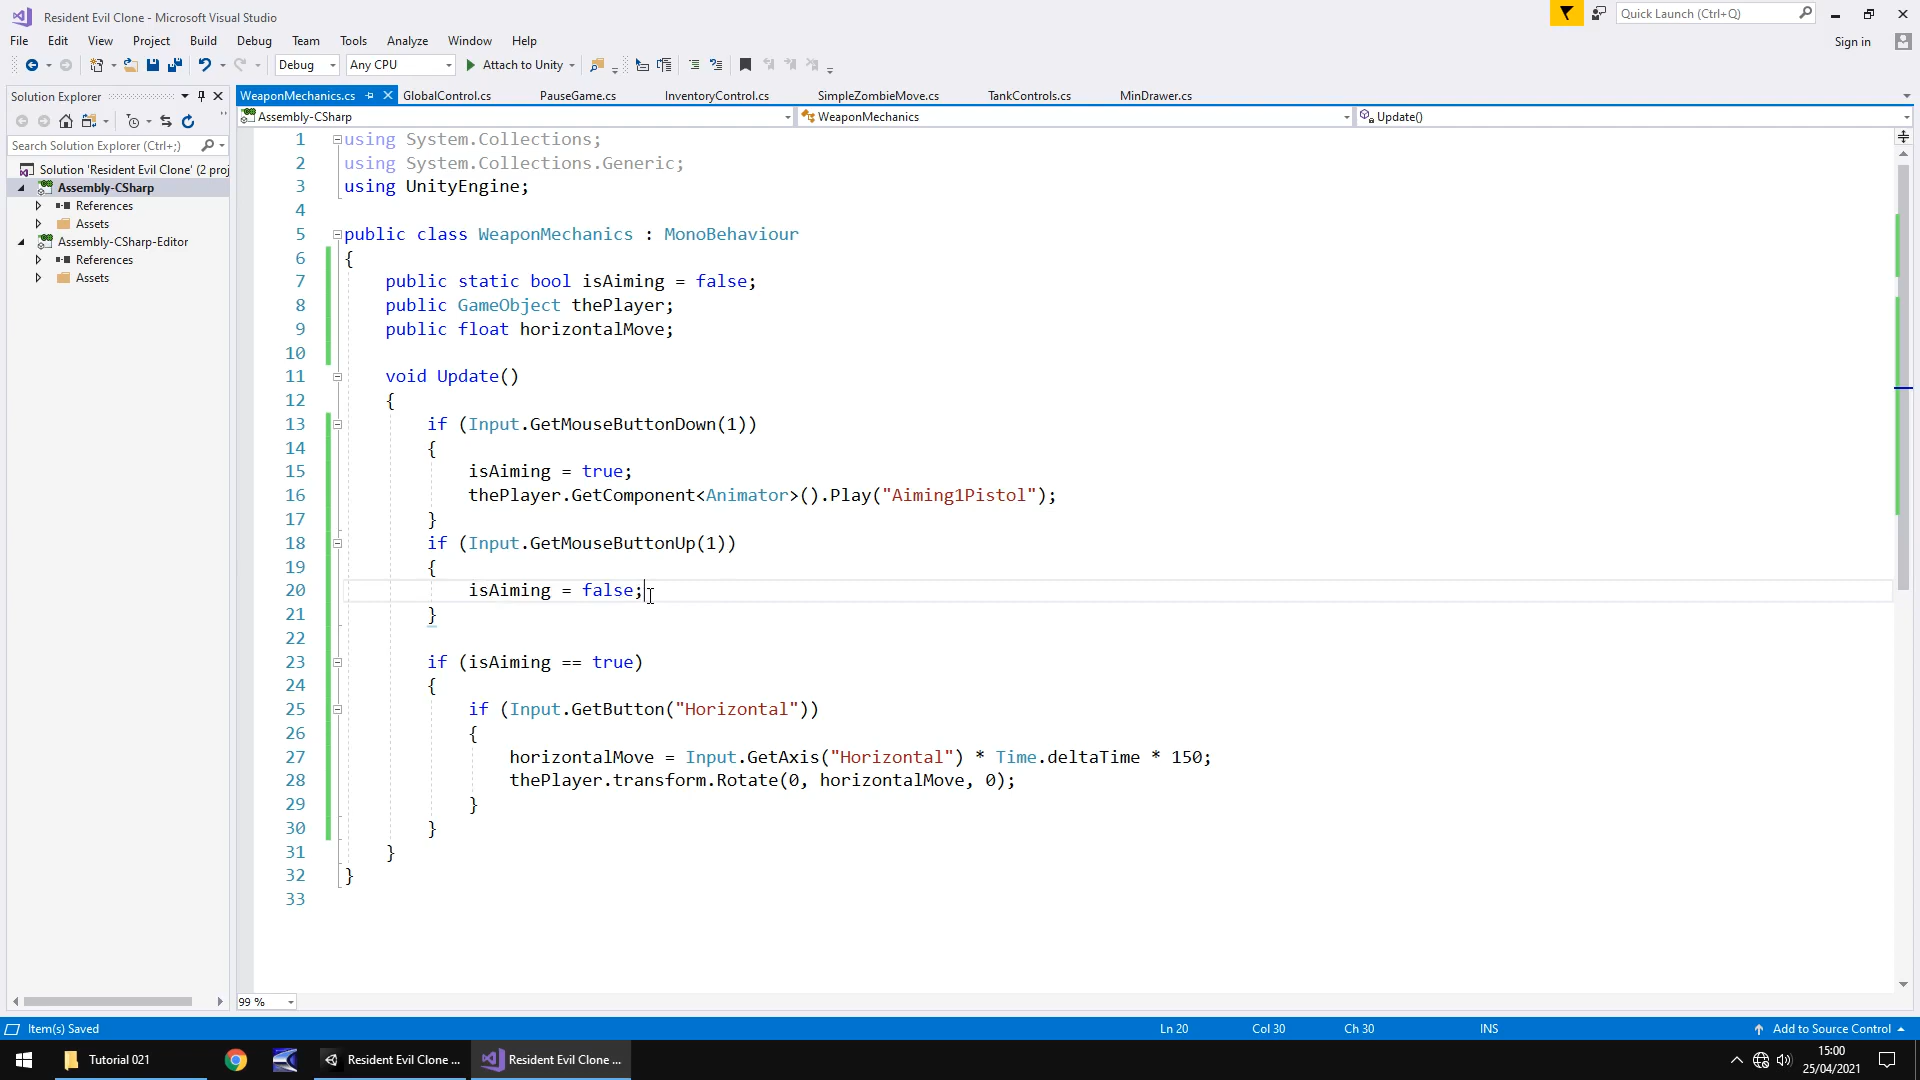 Resident Evil Clone - Microsoft Visual Studio
Quick Launch (Ctrl+Q)
File Edit View Project Build Debug Team Tools Analyze Window Help
Sign in
Debug Any CPU Attach to Unity
Solution Explorer
WeaponMechanics.cs GlobalControl.cs PauseGame.cs InventoryControl.cs SimpleZombieMove.cs TankControls.cs MinDrawer.cs
Assembly-CSharp WeaponMechanics Update()
Search Solution Explorer (Ctrl+;)
Solution 'Resident Evil Clone' (2 proj
Assembly-CSharp
References
Assets
Assembly-CSharp-Editor
References
Assets
1 using System.Collections;
2 using System.Collections.Generic;
3 using UnityEngine;
4
5 public class WeaponMechanics : MonoBehaviour
6 {
7 public static bool isAiming = false;
8 public GameObject thePlayer;
9 public float horizontalMove;
10
11 void Update()
12 {
13 if (Input.GetMouseButtonDown(1))
14 {
15 isAiming = true;
16 thePlayer.GetComponent<Animator>().Play("Aiming1Pistol");
17 }
18 if (Input.GetMouseButtonUp(1))
19 {
20 isAiming = false;
21 }
22
23 if (isAiming == true)
24 {
25 if (Input.GetButton("Horizontal"))
26 {
27 horizontalMove = Input.GetAxis("Horizontal") * Time.deltaTime * 150;
28 thePlayer.transform.Rotate(0, horizontalMove, 0);
29 }
30 }
31 }
32 }
33
99 %
Item(s) Saved Ln 20 Col 30 Ch 30 INS Add to Source Control
Tutorial 021 Resident Evil Clone ... Resident Evil Clone ...
15:00
25/04/2021